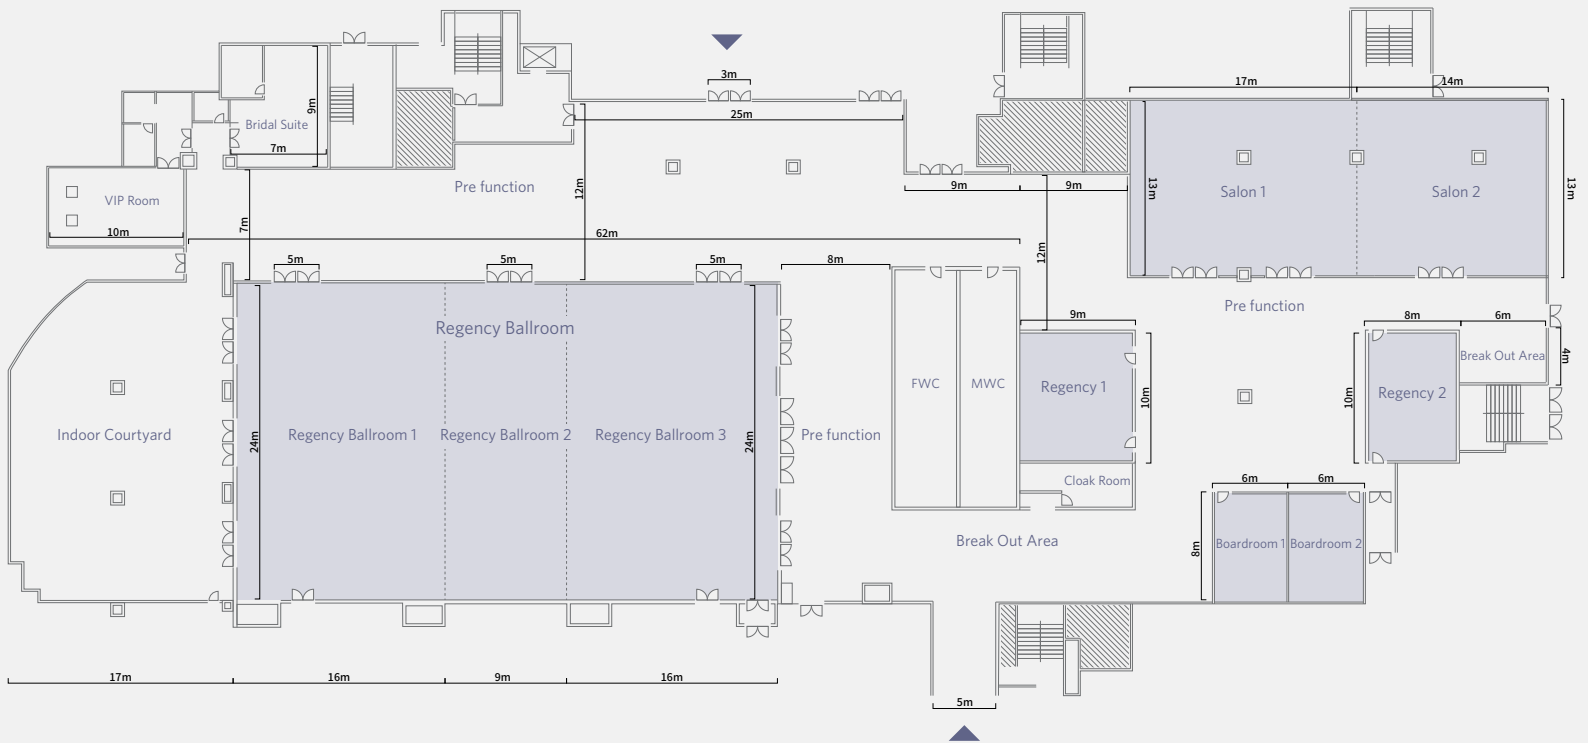 3m
17m
14m
9m
Bridal Suite
25m
7m
13m
13m
Pre function
12m
9m
9m
Salon 1
Salon 2
VIP Room
10m
7m
62m
12m
5m
5m
5m
8m
Pre function
9m
8m
6m
Regency Ballroom
4m
Break Out Area
FWC
MWC
Regency 1
10m
10m
Regency 2
Indoor Courtyard
24m
Regency Ballroom 1
Regency Ballroom 2
Regency Ballroom 3
24m
Pre function
Cloak Room
6m
6m
Break Out Area
8m
Boardroom 1
Boardroom 2
17m
16m
9m
16m
5m